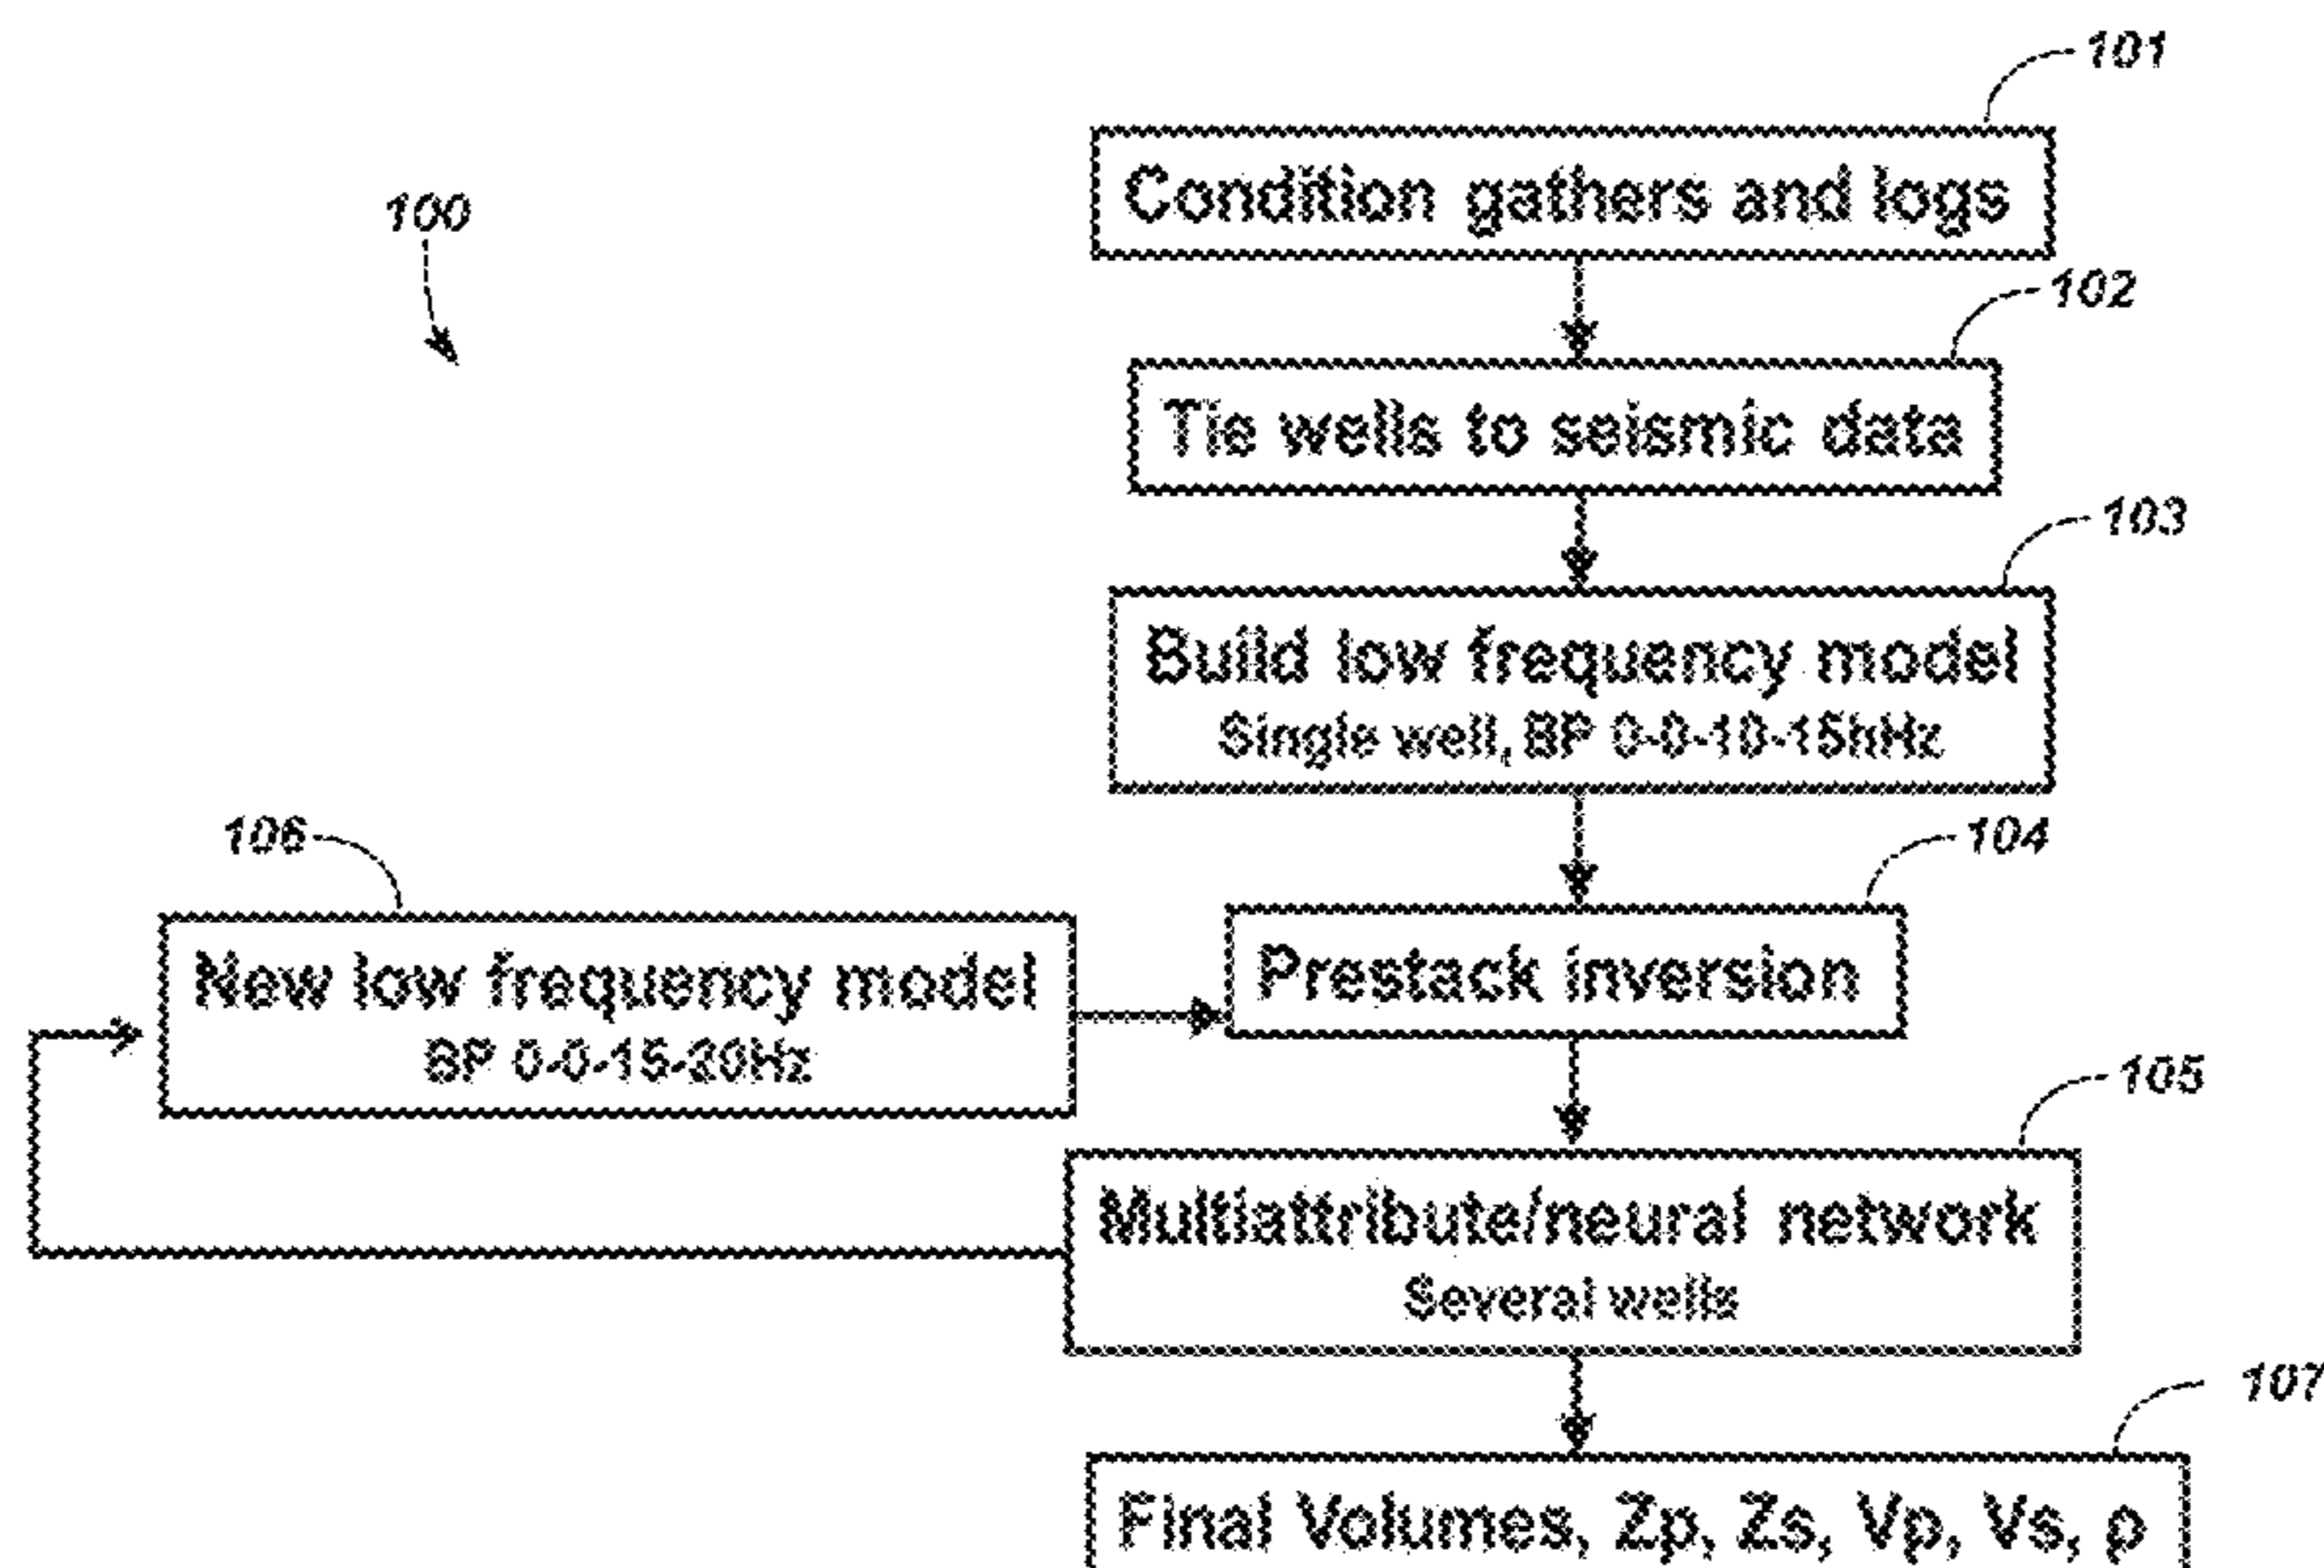 101
Condition gathers and logs
100
102
Tie wells to seismic data
103
Build low frequency model
Single well, BP 0-0-10-15hHz
106
104
New low frequency model
BP 0-0-15-20Hz
Prestack inversion
105
Multiattribute/neural network
Several wells
107
Final Volumes, Zp, Zs, Vp, Vs, ρ